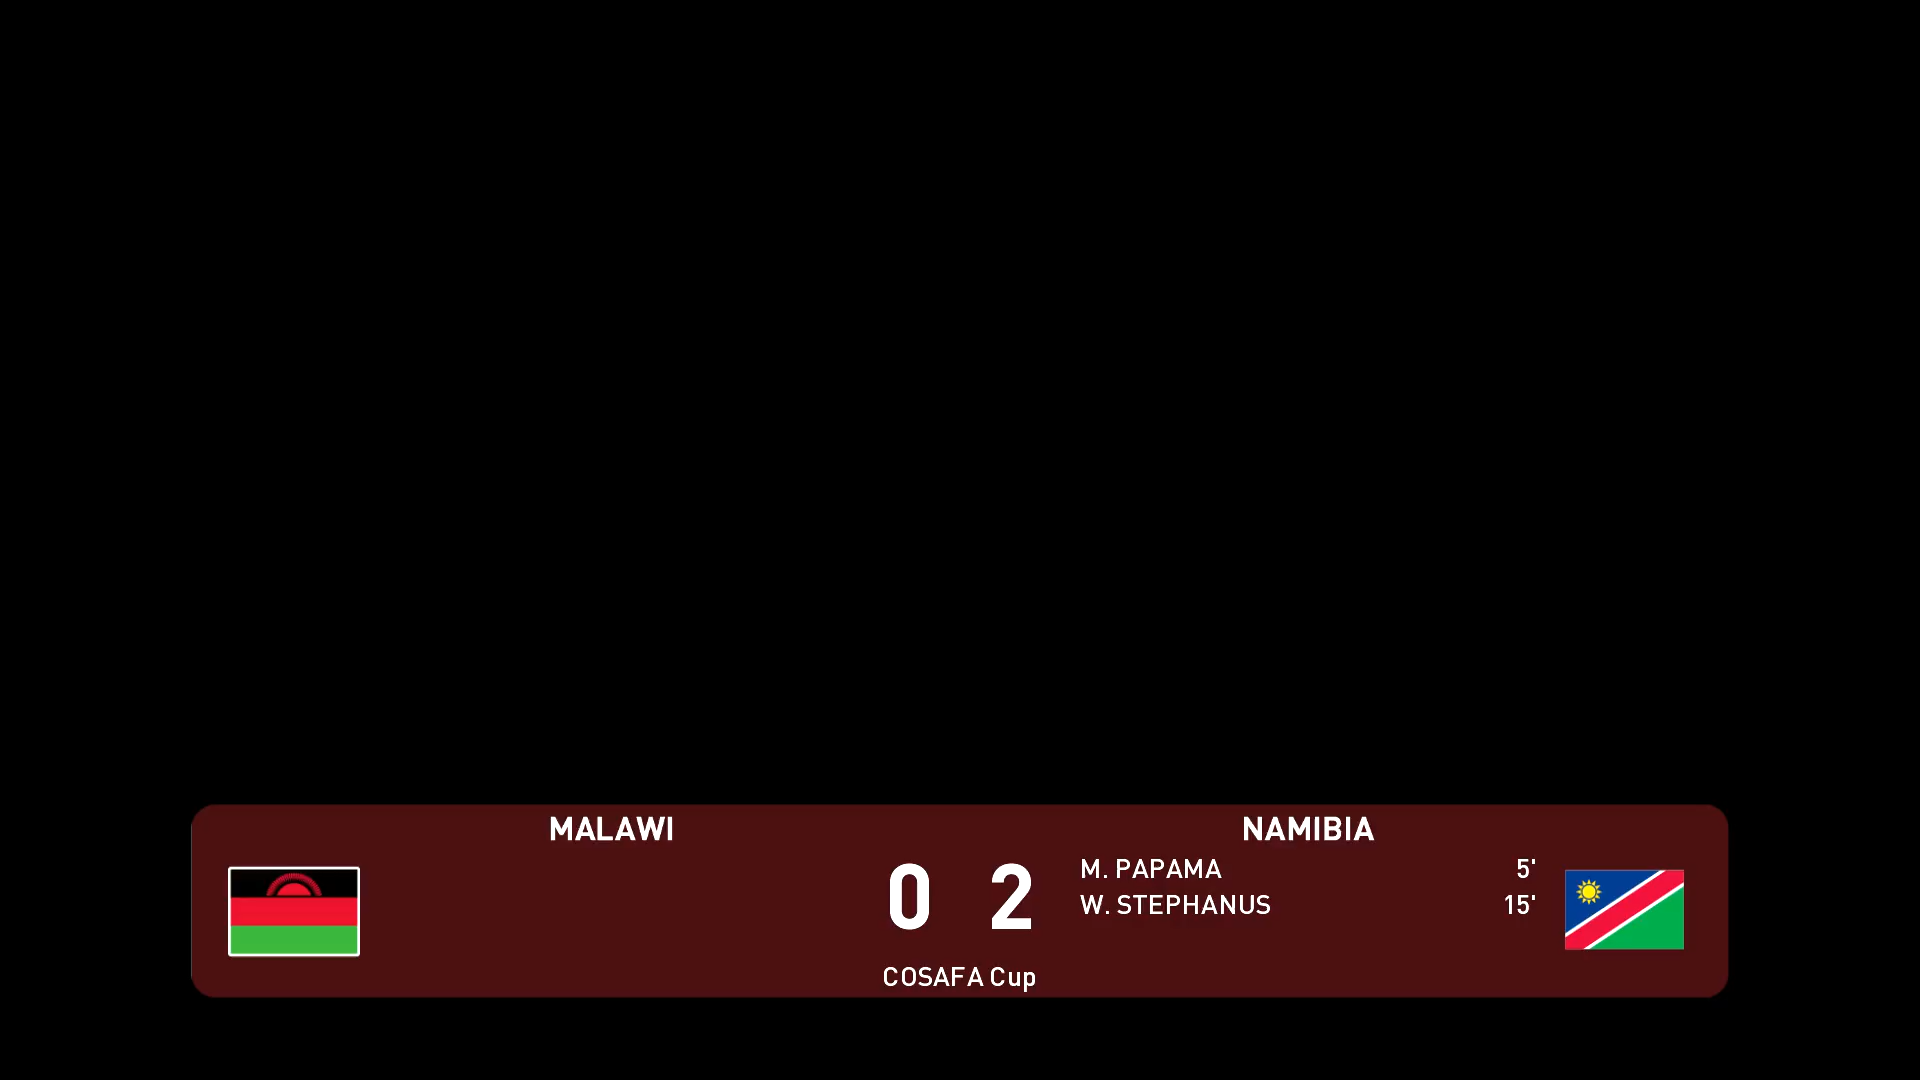 MALAWI
NAMIBIA
0 2
M. PAPAMA 5'
W. STEPHANUS 15'
COSAFA Cup